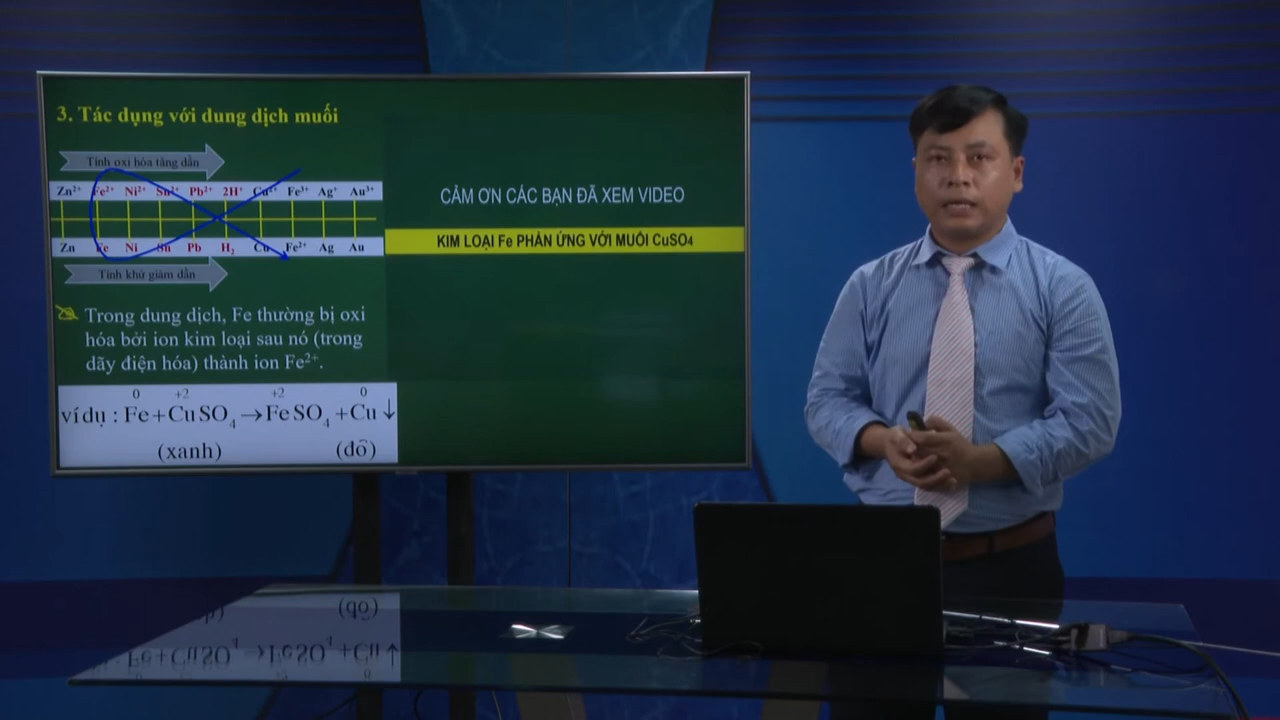 3. Tác dụng với dung dịch muối
Tính oxi hóa tăng dần
Zn²⁺ Fe²⁺ Ni²⁺ Sn²⁺ Pb²⁺ 2H⁺ Cu²⁺ Fe³⁺ Ag⁺ Au³⁺
Zn Fe Ni Sn Pb H₂ Cu Fe²⁺ Ag Au
Tính khử giảm dần
Trong dung dịch, Fe thường bị oxi
hóa bởi ion kim loại sau nó (trong
dãy điện hóa) thành ion Fe²⁺.
0 +2 +2 0
ví dụ : Fe + CuSO₄ → FeSO₄ + Cu ↓
(xanh) (đỏ)
CẢM ƠN CÁC BẠN ĐÃ XEM VIDEO
KIM LOẠI Fe PHẢN ỨNG VỚI MUỐI CuSO₄